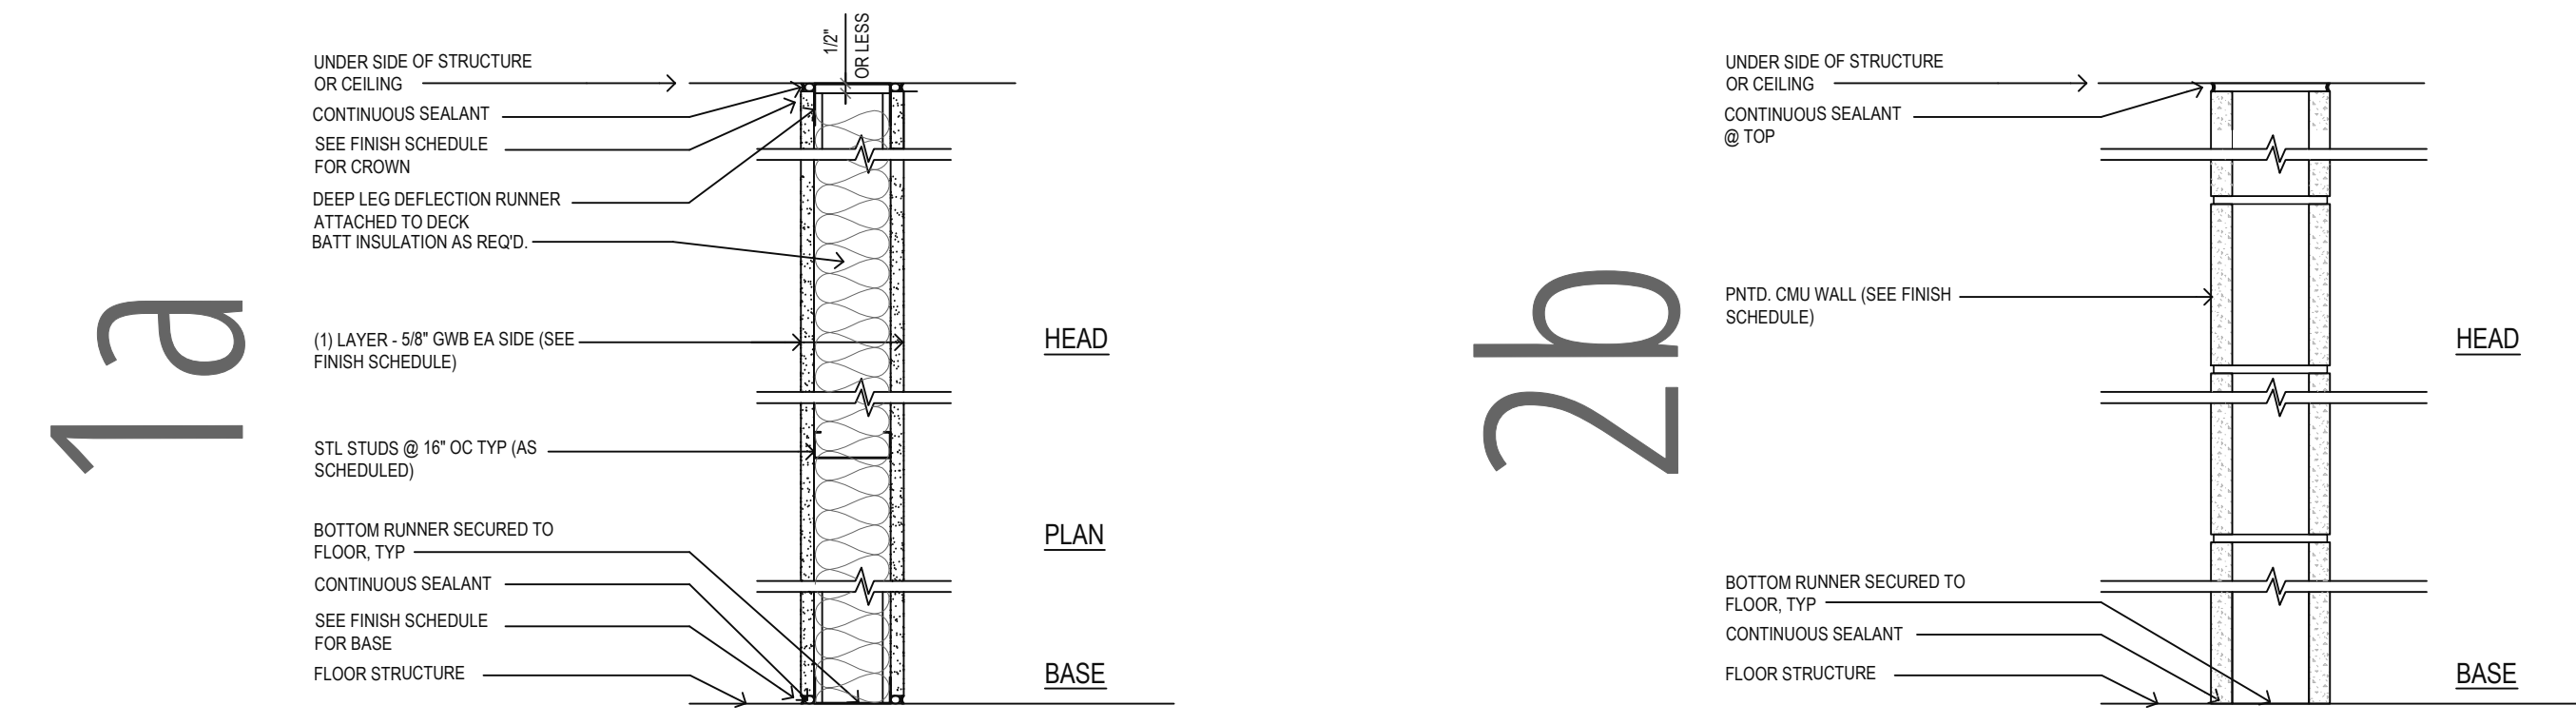 1a
UNDER SIDE OF STRUCTURE
OR CEILING
CONTINUOUS SEALANT
SEE FINISH SCHEDULE
FOR CROWN
DEEP LEG DEFLECTION RUNNER
ATTACHED TO DECK
BATT INSULATION AS REQ'D.
(1) LAYER - 5/8" GWB EA SIDE (SEE
FINISH SCHEDULE)
STL STUDS @ 16" OC TYP (AS
SCHEDULED)
BOTTOM RUNNER SECURED TO
FLOOR, TYP
CONTINUOUS SEALANT
SEE FINISH SCHEDULE
FOR BASE
FLOOR STRUCTURE
1/2"
OR LESS
HEAD
PLAN
BASE
2b
UNDER SIDE OF STRUCTURE
OR CEILING
CONTINUOUS SEALANT
@ TOP
PNTD. CMU WALL (SEE FINISH
SCHEDULE)
BOTTOM RUNNER SECURED TO
FLOOR, TYP
CONTINUOUS SEALANT
FLOOR STRUCTURE
HEAD
BASE